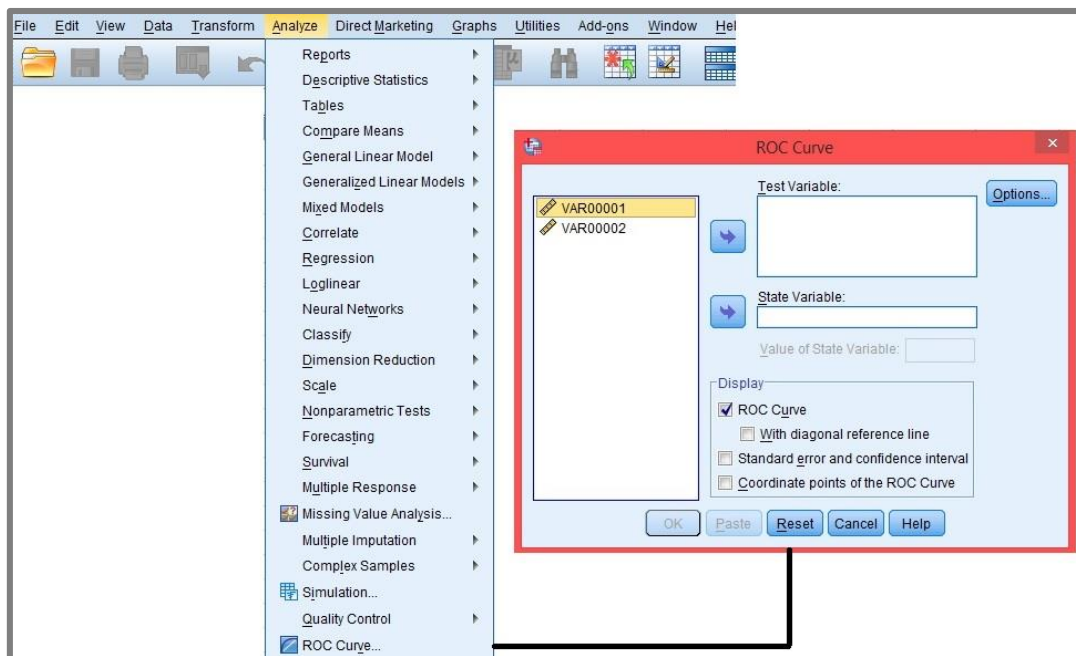 File Edit View Data Transform Analyze Direct Marketing Graphs Utilities Add-ons Window
Reports
Descriptive Statistics
Tables
Compare Means
General Linear Model
Generalized Linear Models
Mixed Models
Correlate
Regression
Loglinear
Neural Networks
Classify
Dimension Reduction
Scale
Nonparametric Tests
Forecasting
Survival
Multiple Response
Missing Value Analysis...
Multiple Imputation
Complex Samples
Simulation...
Quality Control
ROC Curve...
ROC Curve
VAR00001
VAR00002
Test Variable:
Options...
State Variable:
Value of State Variable:
Display
ROC Curve
With diagonal reference line
Standard error and confidence interval
Coordinate points of the ROC Curve
OK Paste Reset Cancel Help